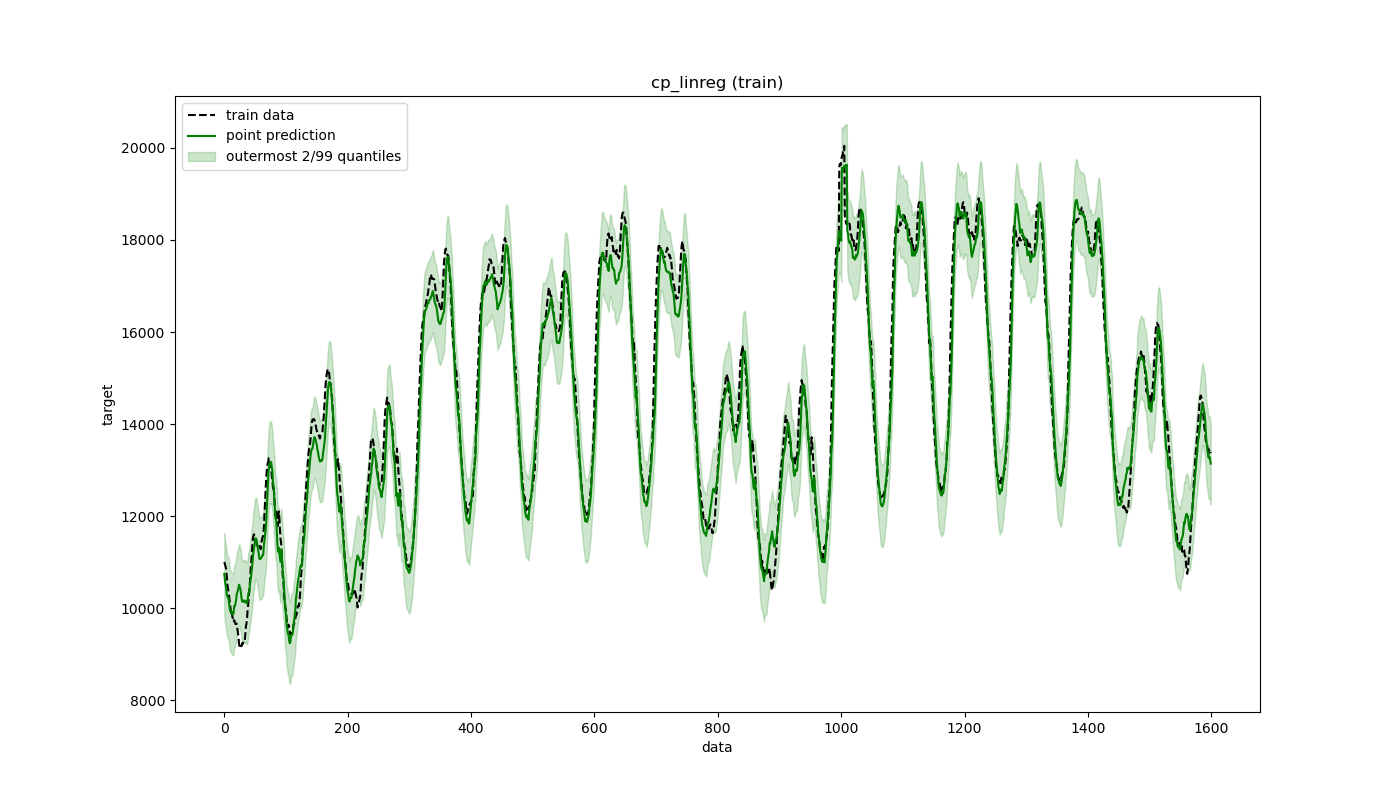 cp_linreg (train)
train data
point prediction
outermost 2/99 quantiles
target
20000
18000
16000
14000
12000
10000
8000
0 200 400 600 800 1000 1200 1400 1600
data